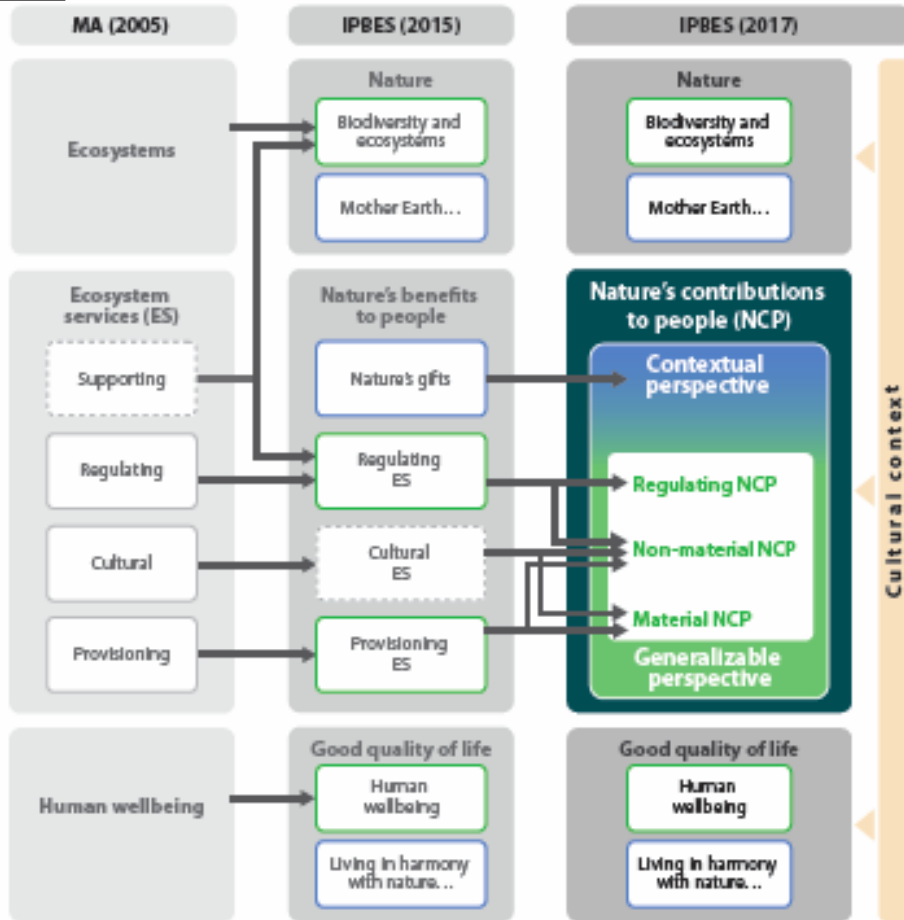 MA (2005)
IPBES (2015)
IPBES (2017)
Ecosystems
Nature
Biodiversity and
ecosystems
Mother Earth...
Nature
Biodiversity and
ecosystems
Mother Earth...
Ecosystem
services (ES)
Supporting
Regulating
Cultural
Provisioning
Nature's benefits
to people
Nature's gifts
Regulating
ES
Cultural
ES
Provisioning
ES
Nature's contributions
to people (NCP)
Contextual
perspective
Regulating NCP
Non-material NCP
Material NCP
Generalizable
perspective
Human wellbeing
Good quality of life
Human
wellbeing
Living in harmony
with nature...
Good quality of life
Human
wellbeing
Living in harmony
with nature...
Cultural context